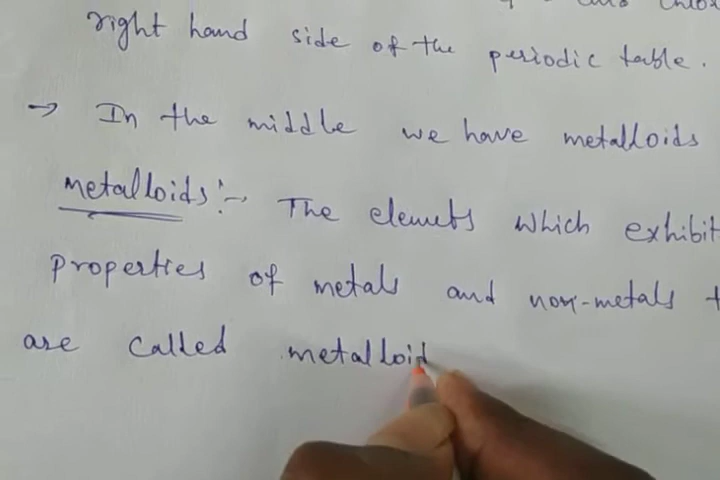 right hand side of the periodic table.
→ In the middle we have metalloids
metalloids:- The elemets which exhibit
properties of metals and non-metals
are called metalloid